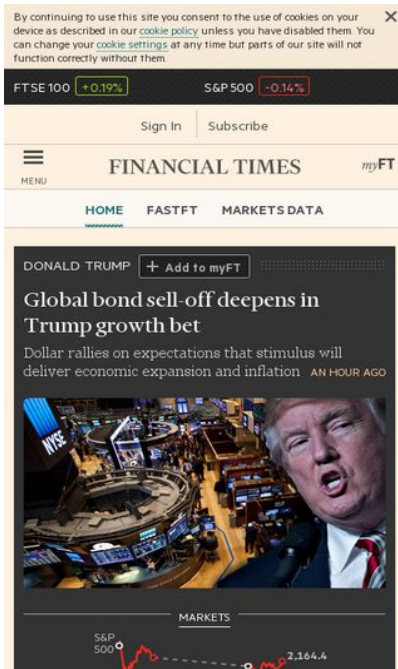 By continuing to use this site you consent to the use of cookies on your
device as described in our cookie policy unless you have disabled them. You
can change your cookie settings at any time but parts of our site will not
function correctly without them.
FTSE 100 +0.19% S&P 500 -0.14%
Sign In Subscribe
MENU FINANCIAL TIMES myFT
HOME FASTFT MARKETS DATA
DONALD TRUMP + Add to myFT
Global bond sell-off deepens in
Trump growth bet
Dollar rallies on expectations that stimulus will
deliver economic expansion and inflation AN HOUR AGO
NYSE
MARKETS
S&P
500
2,164.4